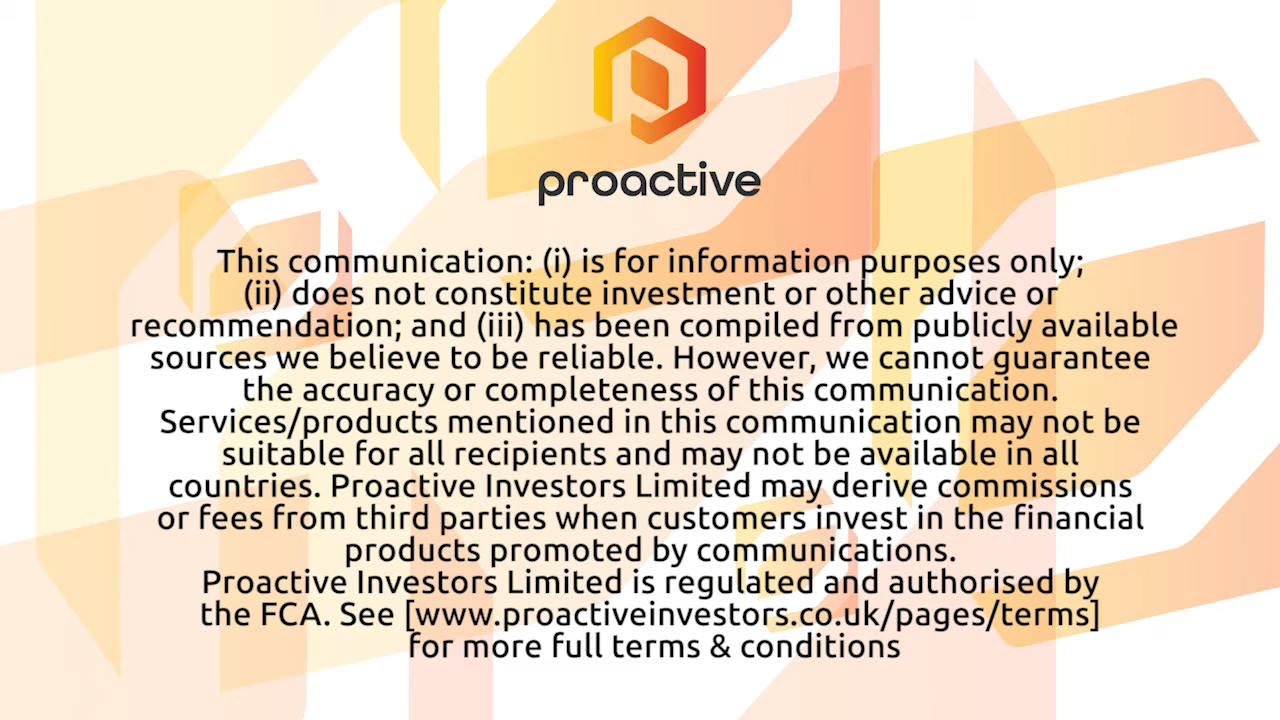 proactive
This communication: (i) is for information purposes only;
(ii) does not constitute investment or other advice or
recommendation; and (iii) has been compiled from publicly available
sources we believe to be reliable. However, we cannot guarantee
the accuracy or completeness of this communication.
Services/products mentioned in this communication may not be
suitable for all recipients and may not be available in all
countries. Proactive Investors Limited may derive commissions
or fees from third parties when customers invest in the financial
products promoted by communications.
Proactive Investors Limited is regulated and authorised by
the FCA. See [www.proactiveinvestors.co.uk/pages/terms]
for more full terms & conditions